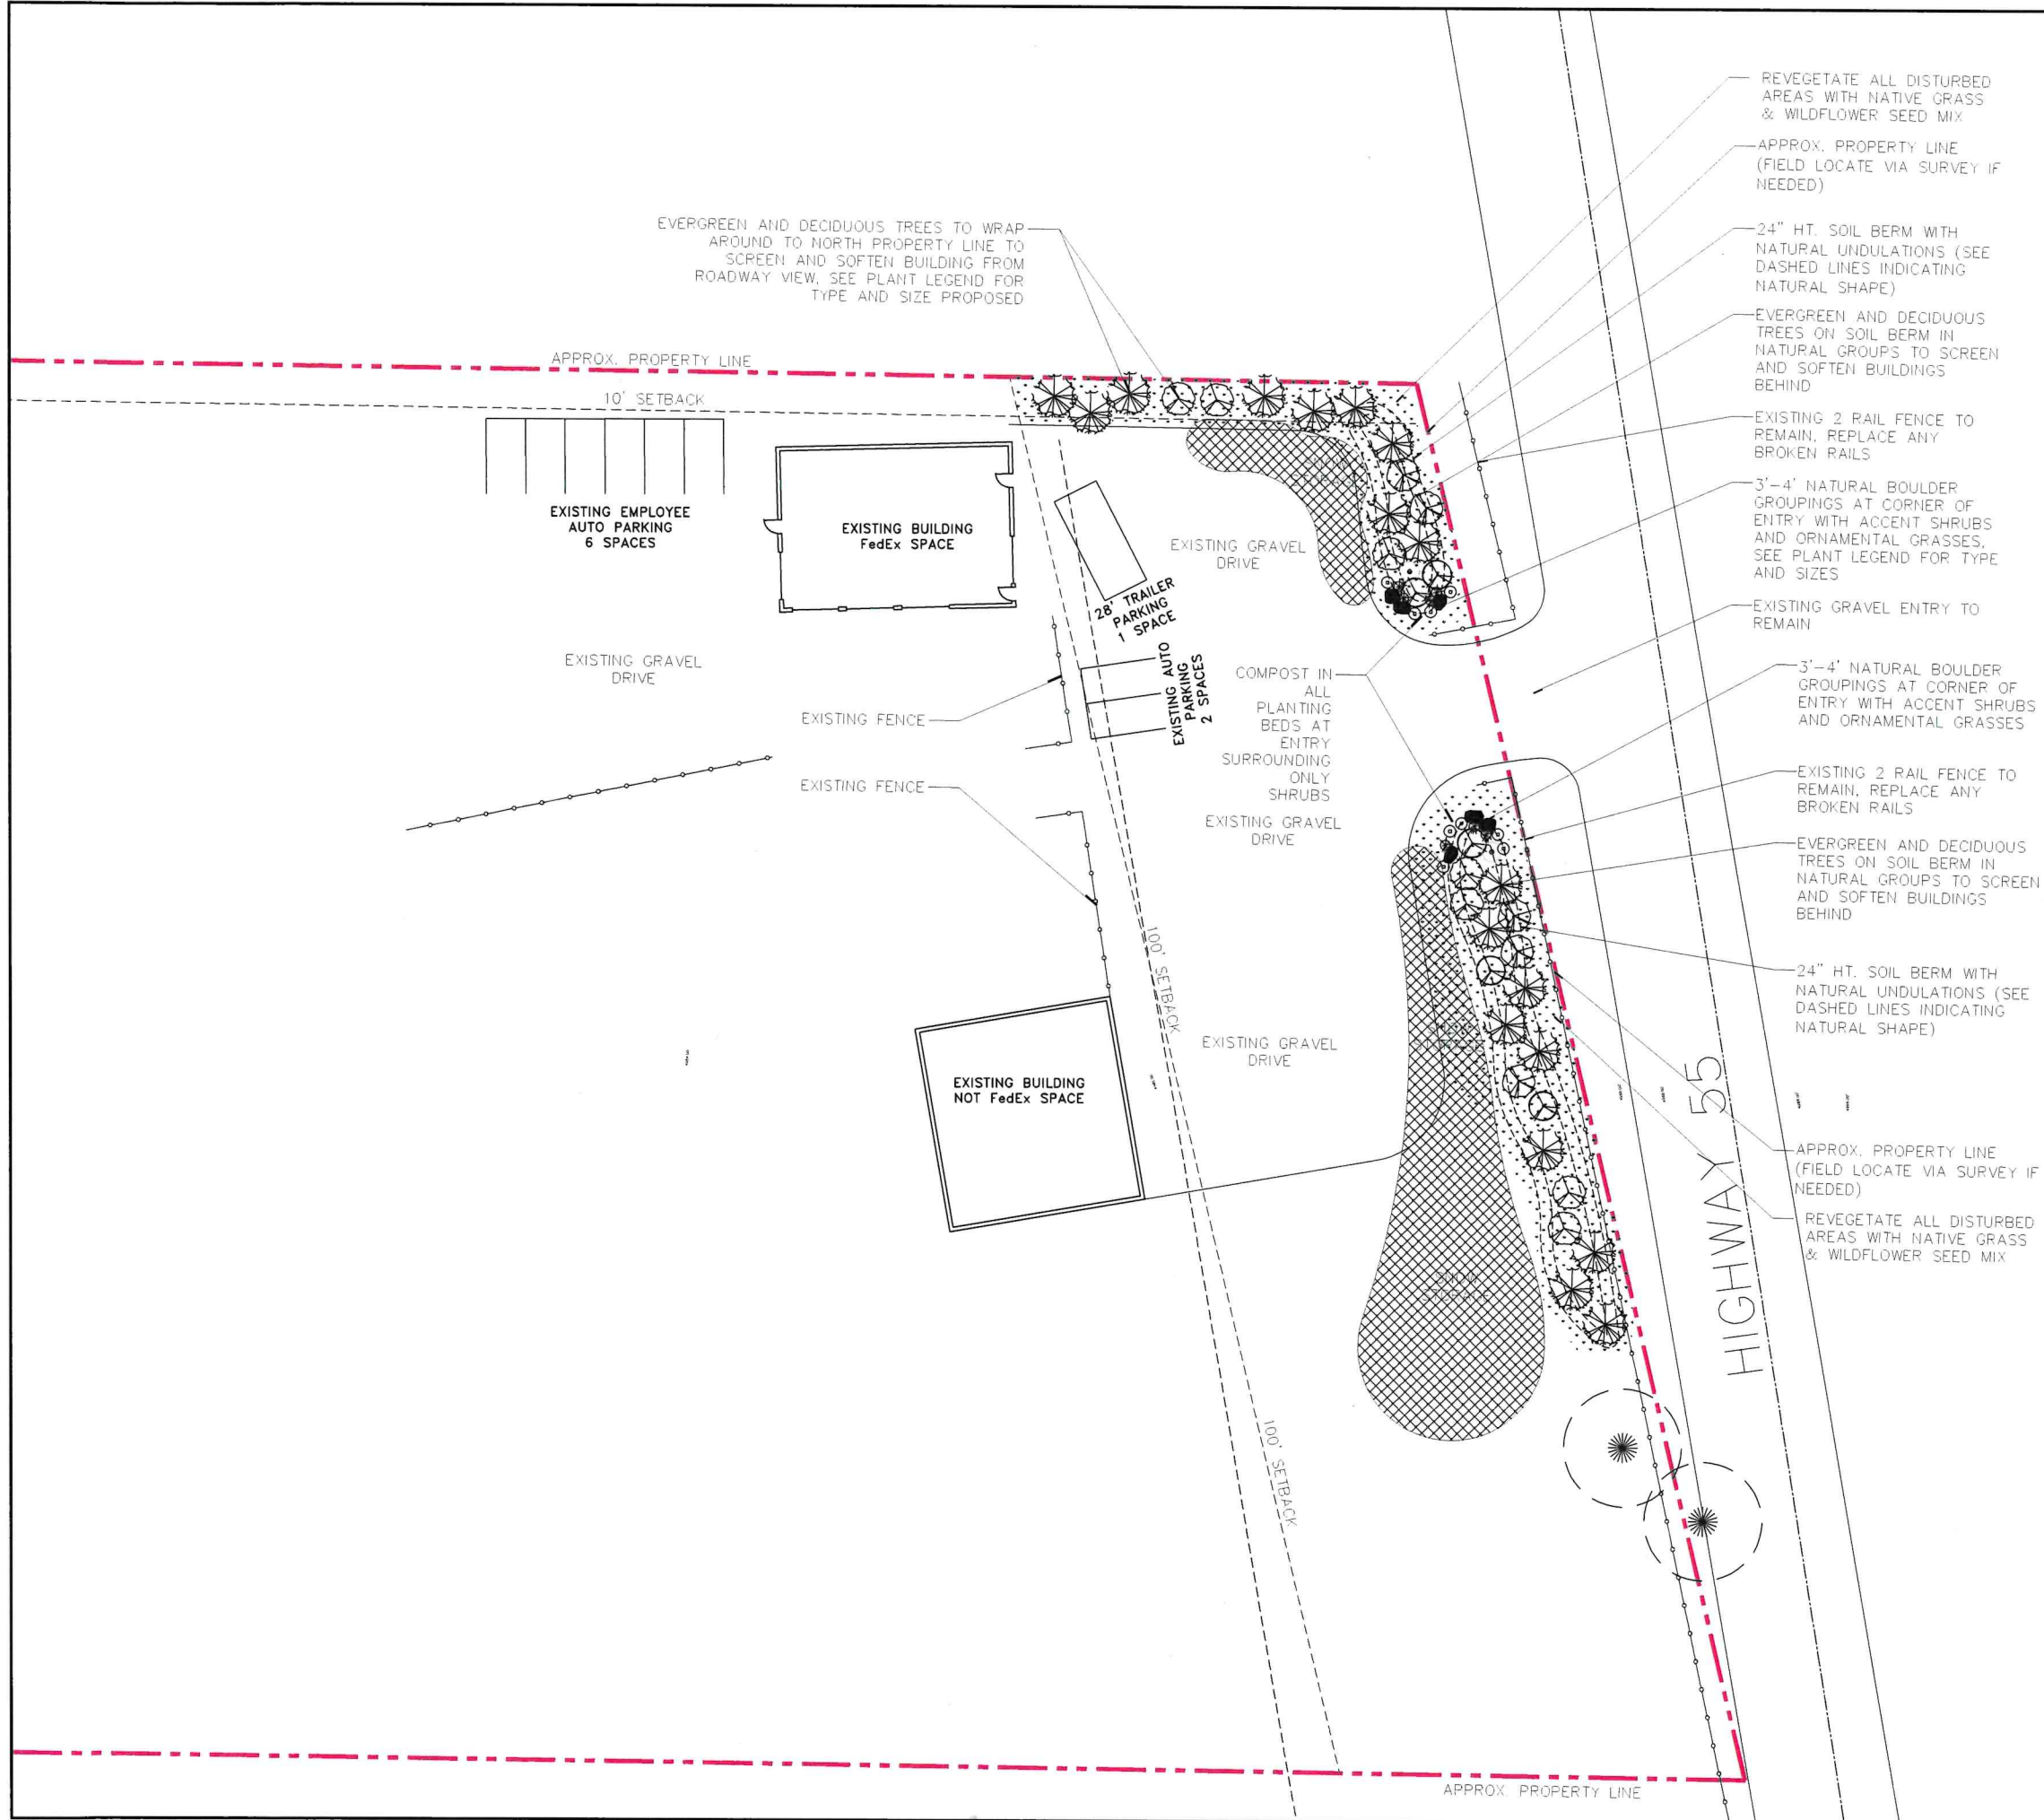 REVEGETATE ALL DISTURBED
AREAS WITH NATIVE GRASS
& WILDFLOWER SEED MIX
APPROX. PROPERTY LINE
(FIELD LOCATE VIA SURVEY IF
NEEDED)
EVERGREEN AND DECIDUOUS TREES TO WRAP
AROUND TO NORTH PROPERTY LINE TO
SCREEN AND SOFTEN BUILDING FROM
ROADWAY VIEW, SEE PLANT LEGEND FOR
TYPE AND SIZE PROPOSED
24" HT. SOIL BERM WITH
NATURAL UNDULATIONS (SEE
DASHED LINES INDICATING
NATURAL SHAPE)
EVERGREEN AND DECIDUOUS
TREES ON SOIL BERM IN
NATURAL GROUPS TO SCREEN
AND SOFTEN BUILDINGS
BEHIND
APPROX. PROPERTY LINE
10' SETBACK
EXISTING 2 RAIL FENCE TO
REMAIN, REPLACE ANY
BROKEN RAILS
3'-4' NATURAL BOULDER
GROUPINGS AT CORNER OF
ENTRY WITH ACCENT SHRUBS
AND ORNAMENTAL GRASSES,
SEE PLANT LEGEND FOR TYPE
AND SIZES
EXISTING EMPLOYEE
AUTO PARKING
6 SPACES
EXISTING BUILDING
FedEx SPACE
EXISTING GRAVEL
DRIVE
28' TRAILER
PARKING
1 SPACE
EXISTING GRAVEL ENTRY TO
REMAIN
EXISTING GRAVEL
DRIVE
EXISTING AUTO
PARKING
2 SPACES
COMPOST IN
ALL
PLANTING
BEDS AT
ENTRY
SURROUNDING
ONLY
SHRUBS
3'-4' NATURAL BOULDER
GROUPINGS AT CORNER OF
ENTRY WITH ACCENT SHRUBS
AND ORNAMENTAL GRASSES
EXISTING FENCE
EXISTING FENCE
EXISTING 2 RAIL FENCE TO
REMAIN, REPLACE ANY
BROKEN RAILS
EXISTING GRAVEL
DRIVE
EVERGREEN AND DECIDUOUS
TREES ON SOIL BERM IN
NATURAL GROUPS TO SCREEN
AND SOFTEN BUILDINGS
BEHIND
100' SETBACK
24" HT. SOIL BERM WITH
NATURAL UNDULATIONS (SEE
DASHED LINES INDICATING
NATURAL SHAPE)
EXISTING GRAVEL
DRIVE
EXISTING BUILDING
NOT FedEx SPACE
HIGHWAY 55
APPROX. PROPERTY LINE
(FIELD LOCATE VIA SURVEY IF
NEEDED)
REVEGETATE ALL DISTURBED
AREAS WITH NATIVE GRASS
& WILDFLOWER SEED MIX
SNOW
STORAGE
100' SETBACK
APPROX. PROPERTY LINE